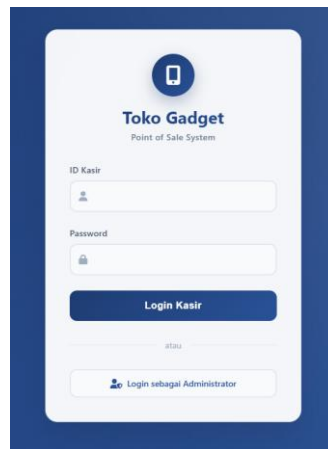 Toko Gadget
Point of Sale System
ID Kasir
Password
Login Kasir
atau
Login sebagai Administrator